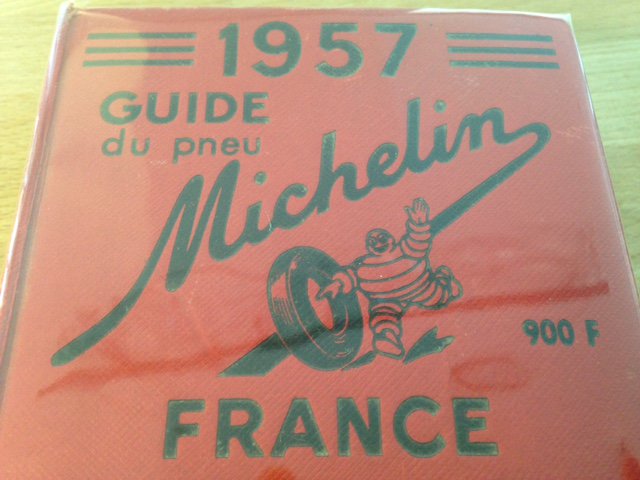 1957
GUIDE
du pneu
Michelin
900 F
FRANCE